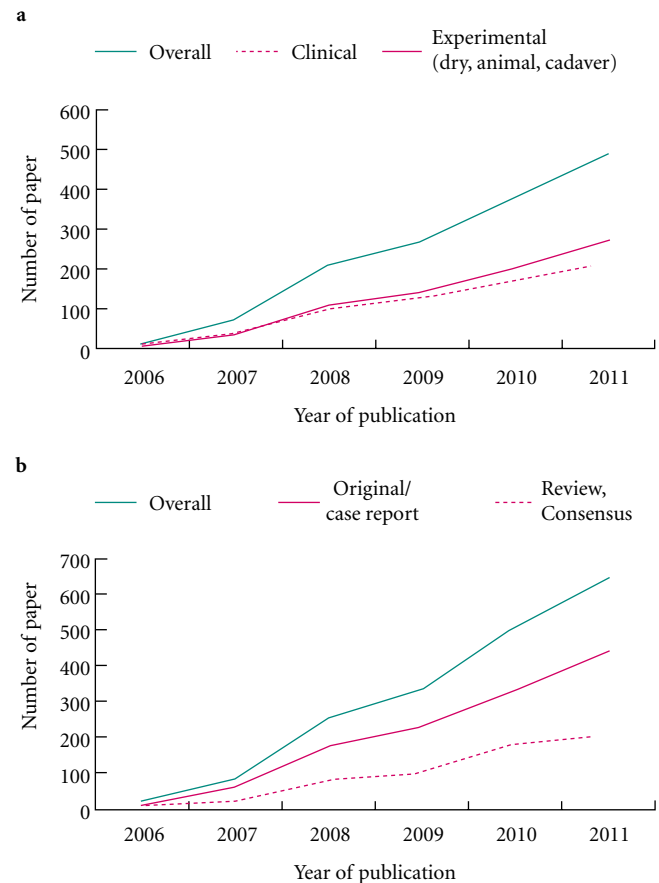 a
Overall
Clinical
Experimental
(dry, animal, cadaver)
600
500
400
300
200
100
0
Number of paper
2006
2007
2008
2009
2010
2011
Year of publication
b
Overall
Original/
case report
Review,
Consensus
700
600
500
400
300
200
100
0
Number of paper
2006
2007
2008
2009
2010
2011
Year of publication